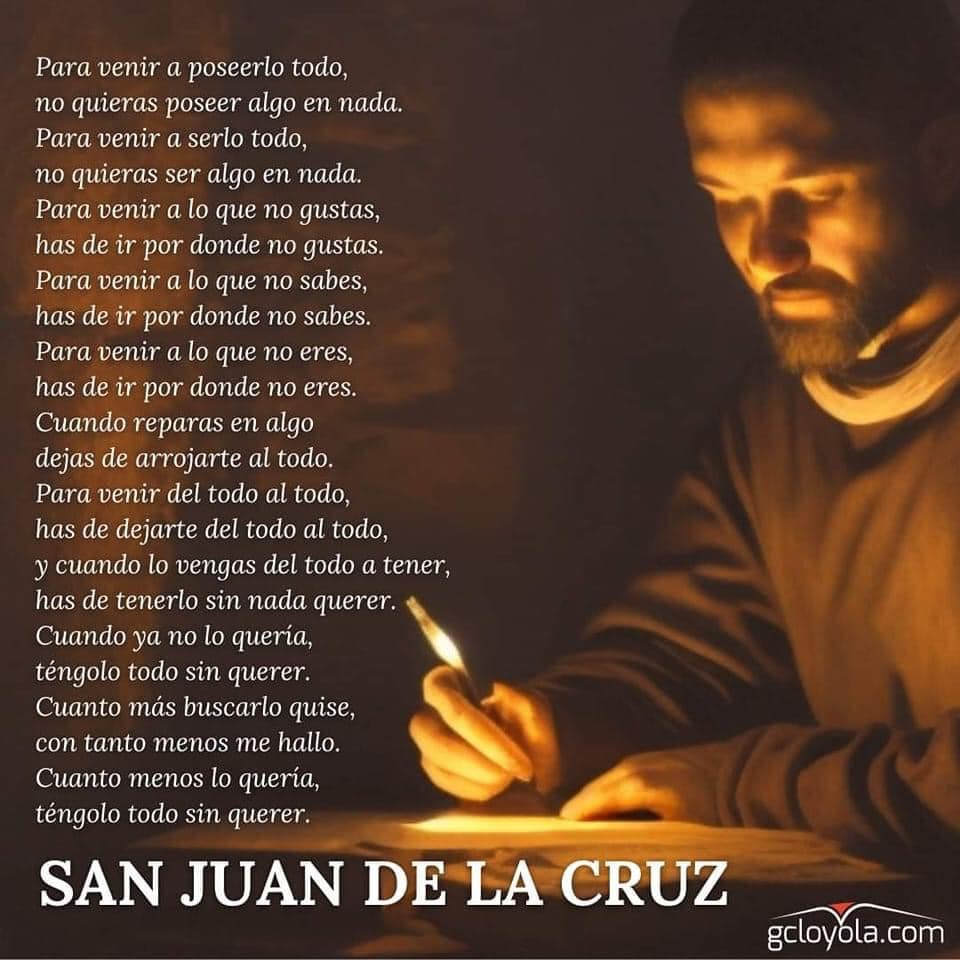 Para venir a poseerlo todo,
no quieras poseer algo en nada.
Para venir a serlo todo,
no quieras ser algo en nada.
Para venir a lo que no gustas,
has de ir por donde no gustas.
Para venir a lo que no sabes,
has de ir por donde no sabes.
Para venir a lo que no eres,
has de ir por donde no eres.
Cuando reparas en algo
dejas de arrojarte al todo.
Para venir del todo al todo,
has de dejarte del todo al todo,
y cuando lo vengas del todo a tener,
has de tenerlo sin nada querer.
Cuando ya no lo quería,
téngolo todo sin querer.
Cuanto más buscarlo quise,
con tanto menos me hallo.
Cuanto menos lo quería,
téngolo todo sin querer.
SAN JUAN DE LA CRUZ
gcloyola.com